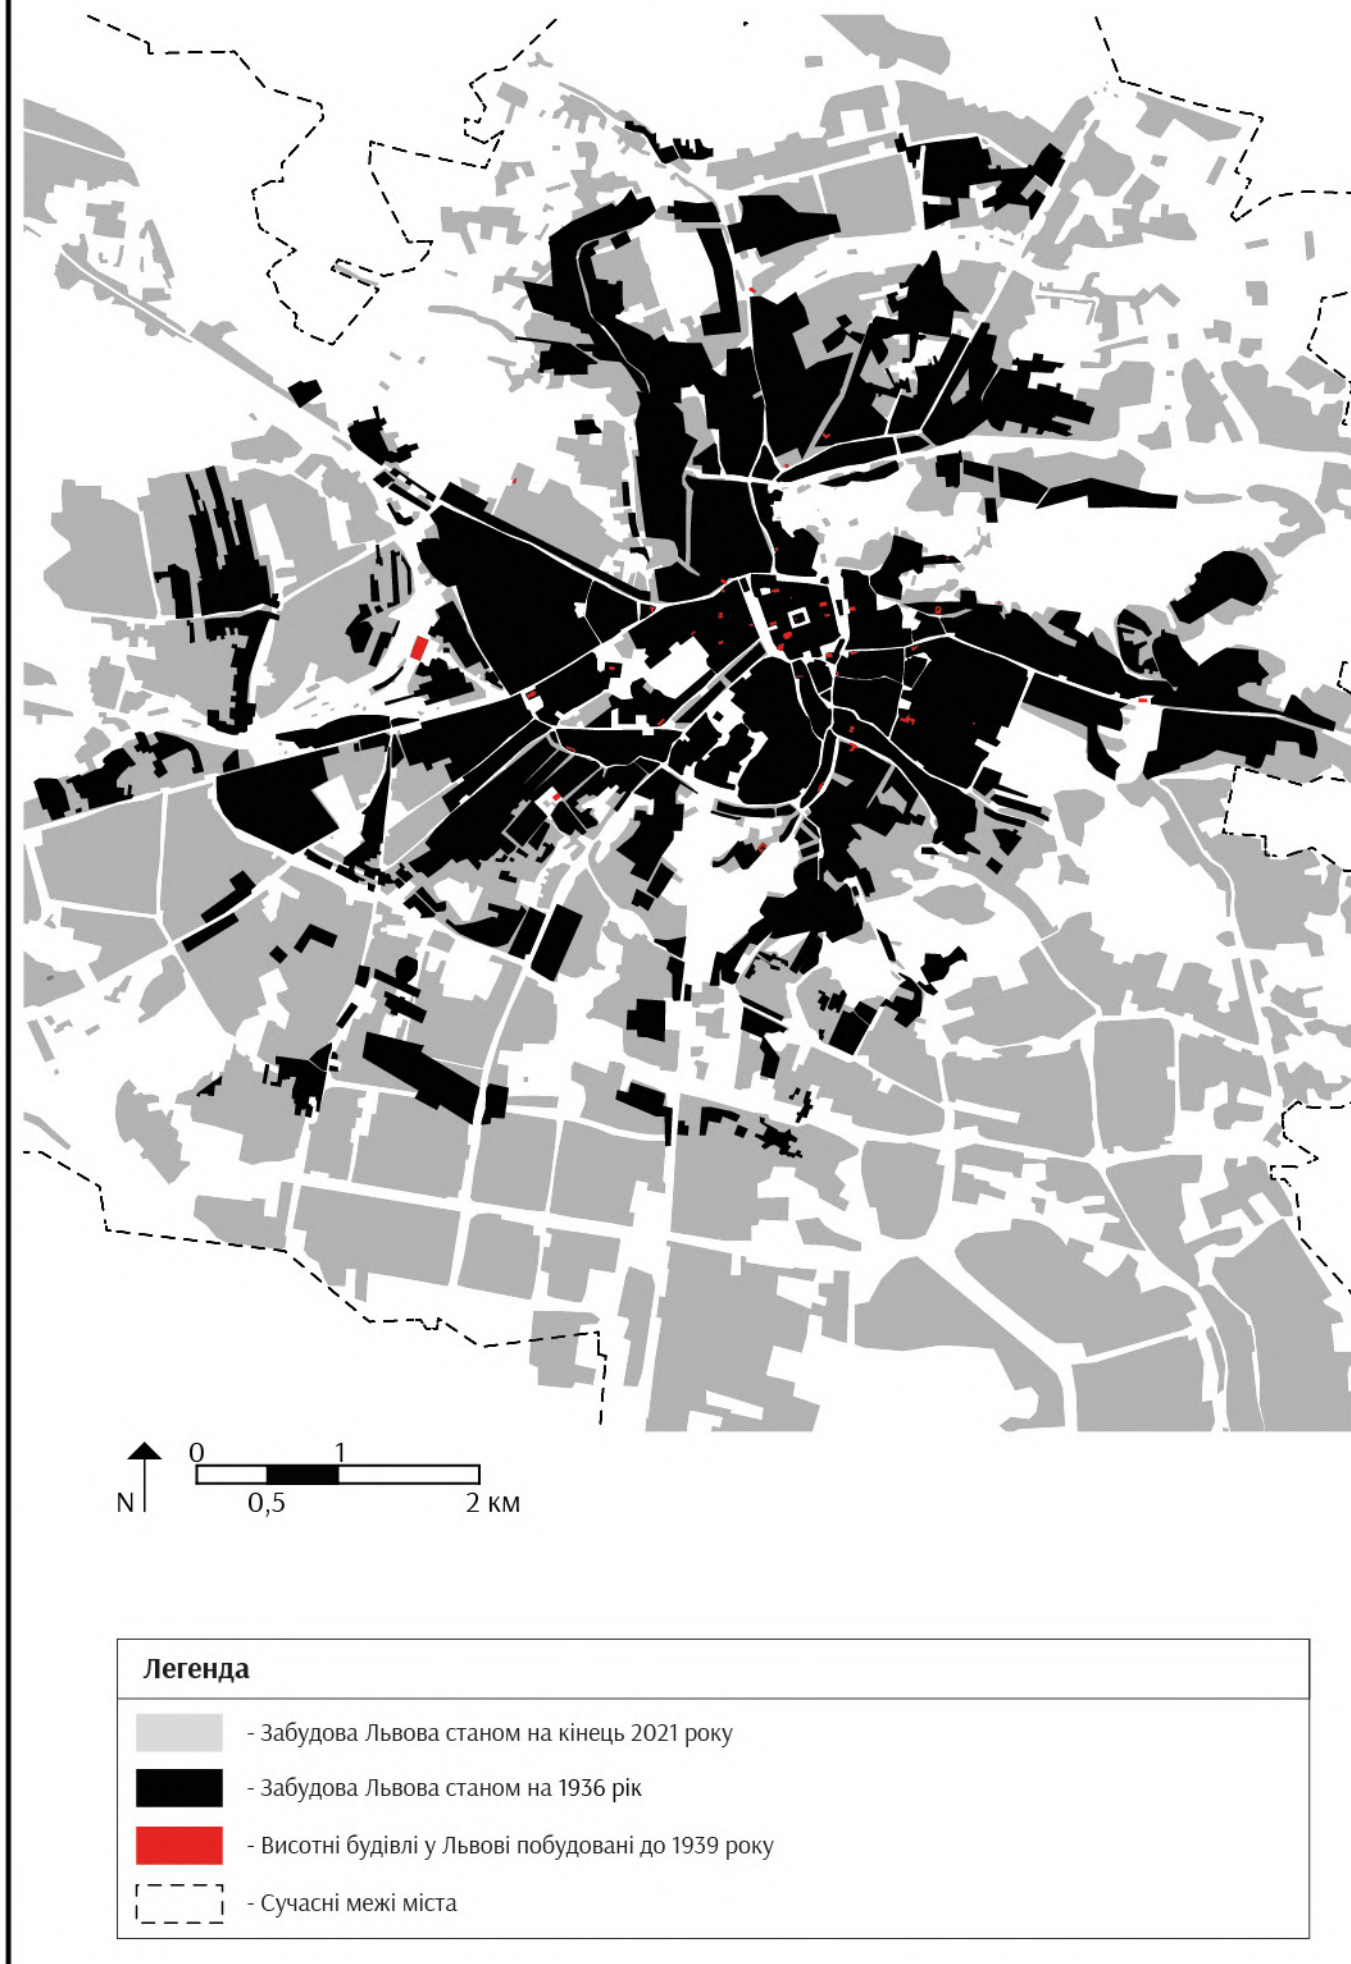 0 1
N 0,5 2 км
Легенда
- Забудова Львова станом на кінець 2021 року
- Забудова Львова станом на 1936 рік
- Висотні будівлі у Львові побудовані до 1939 року
- Сучасні межі міста